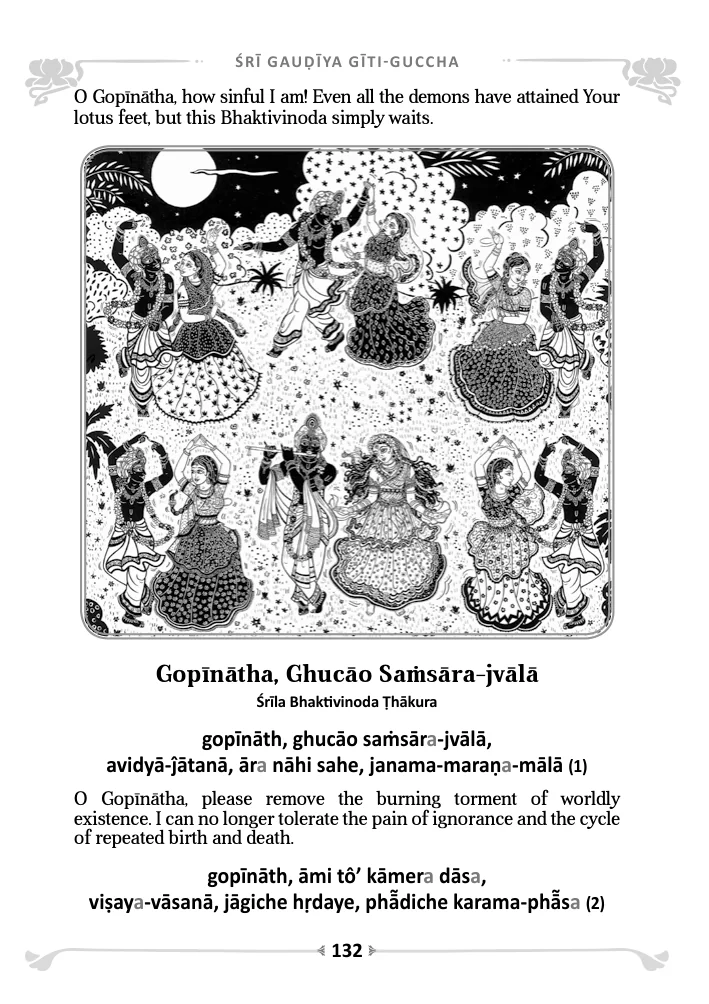 ŚRĪ GAUḌĪYA GĪTI-GUCCHA
O Gopīnātha, how sinful I am! Even all the demons have attained Your
lotus feet, but this Bhaktivinoda simply waits.
Gopīnātha, Ghucāo Saṁsāra-jvālā
Śrīla Bhaktivinoda Ṭhākura
gopīnāth, ghucāo saṁsāra-jvālā,
avidyā-ĵātanā, āra nāhi sahe, janama-maraṇa-mālā (1)
O Gopīnātha, please remove the burning torment of worldly
existence. I can no longer tolerate the pain of ignorance and the cycle
of repeated birth and death.
gopīnāth, āmi tô’ kāmera dāsa,
viṣaya-vāsanā, jāgiche hṛdaye, phā̃diche karama-phā̃sa (2)
132